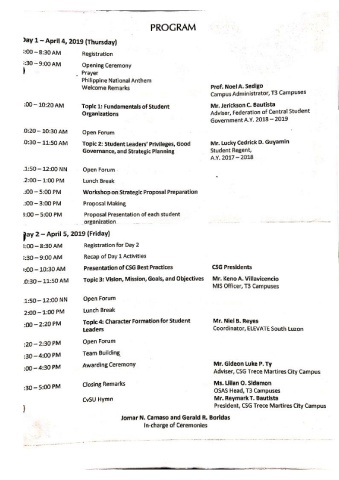 PROGRAM
Day 1 – April 4, 2019 (Thursday)
:00 – 8:30 AM Registration
:30 – 9:00 AM Opening Ceremony
Prayer
Philippine National Anthem
Welcome Remarks Prof. Noel A. Sedigo
Campus Administrator, T3 Campuses
:00 – 10:20 AM Topic 1: Fundamentals of Student Mr. Jerickson C. Bautista
Organizations Adviser, Federation of Central Student
Government A.Y. 2018 – 2019
0:20 – 10:30 AM Open Forum
0:30 – 11:50 AM Topic 2: Student Leaders' Privileges, Good Mr. Lucky Cedrick D. Guyamin
Governance, and Strategic Planning Student Regent,
A.Y. 2017 – 2018
1:50 – 12:00 NN Open Forum
2:00 – 1:00 PM Lunch Break
:00 – 5:00 PM Workshop on Strategic Proposal Preparation
:00 – 3:00 PM Proposal Making
:00 – 5:00 PM Proposal Presentation of each student
organization
Day 2 – April 5, 2019 (Friday)
:00 – 8:30 AM Registration for Day 2
:30 – 9:00 AM Recap of Day 1 Activities
:00 – 10:30 AM Presentation of CSG Best Practices CSG Presidents
0:30 – 11:50 AM Topic 3: Vision, Mission, Goals, and Objectives Mr. Keno A. Villavicencio
MIS Officer, T3 Campuses
1:50 – 12:00 NN Open Forum
2:00 – 1:00 PM Lunch Break
:00 – 2:20 PM Topic 4: Character Formation for Student Mr. Niel B. Reyes
Leaders Coordinator, ELEVATE South Luzon
:20 – 2:30 PM Open Forum
:30 – 4:00 PM Team Building
:00 – 4:30 PM Awarding Ceremony Mr. Gideon Luke P. Ty
Adviser, CSG Trece Martires City Campus
:30 – 5:00 PM Closing Remarks Ms. Lilian O. Sidamon
OSAS Head, T3 Campuses
CvSU Hymn Mr. Reymark T. Bautista
President, CSG Trece Martires City Campus
Jomar N. Camaso and Gerald R. Boridas
In-charge of Ceremonies